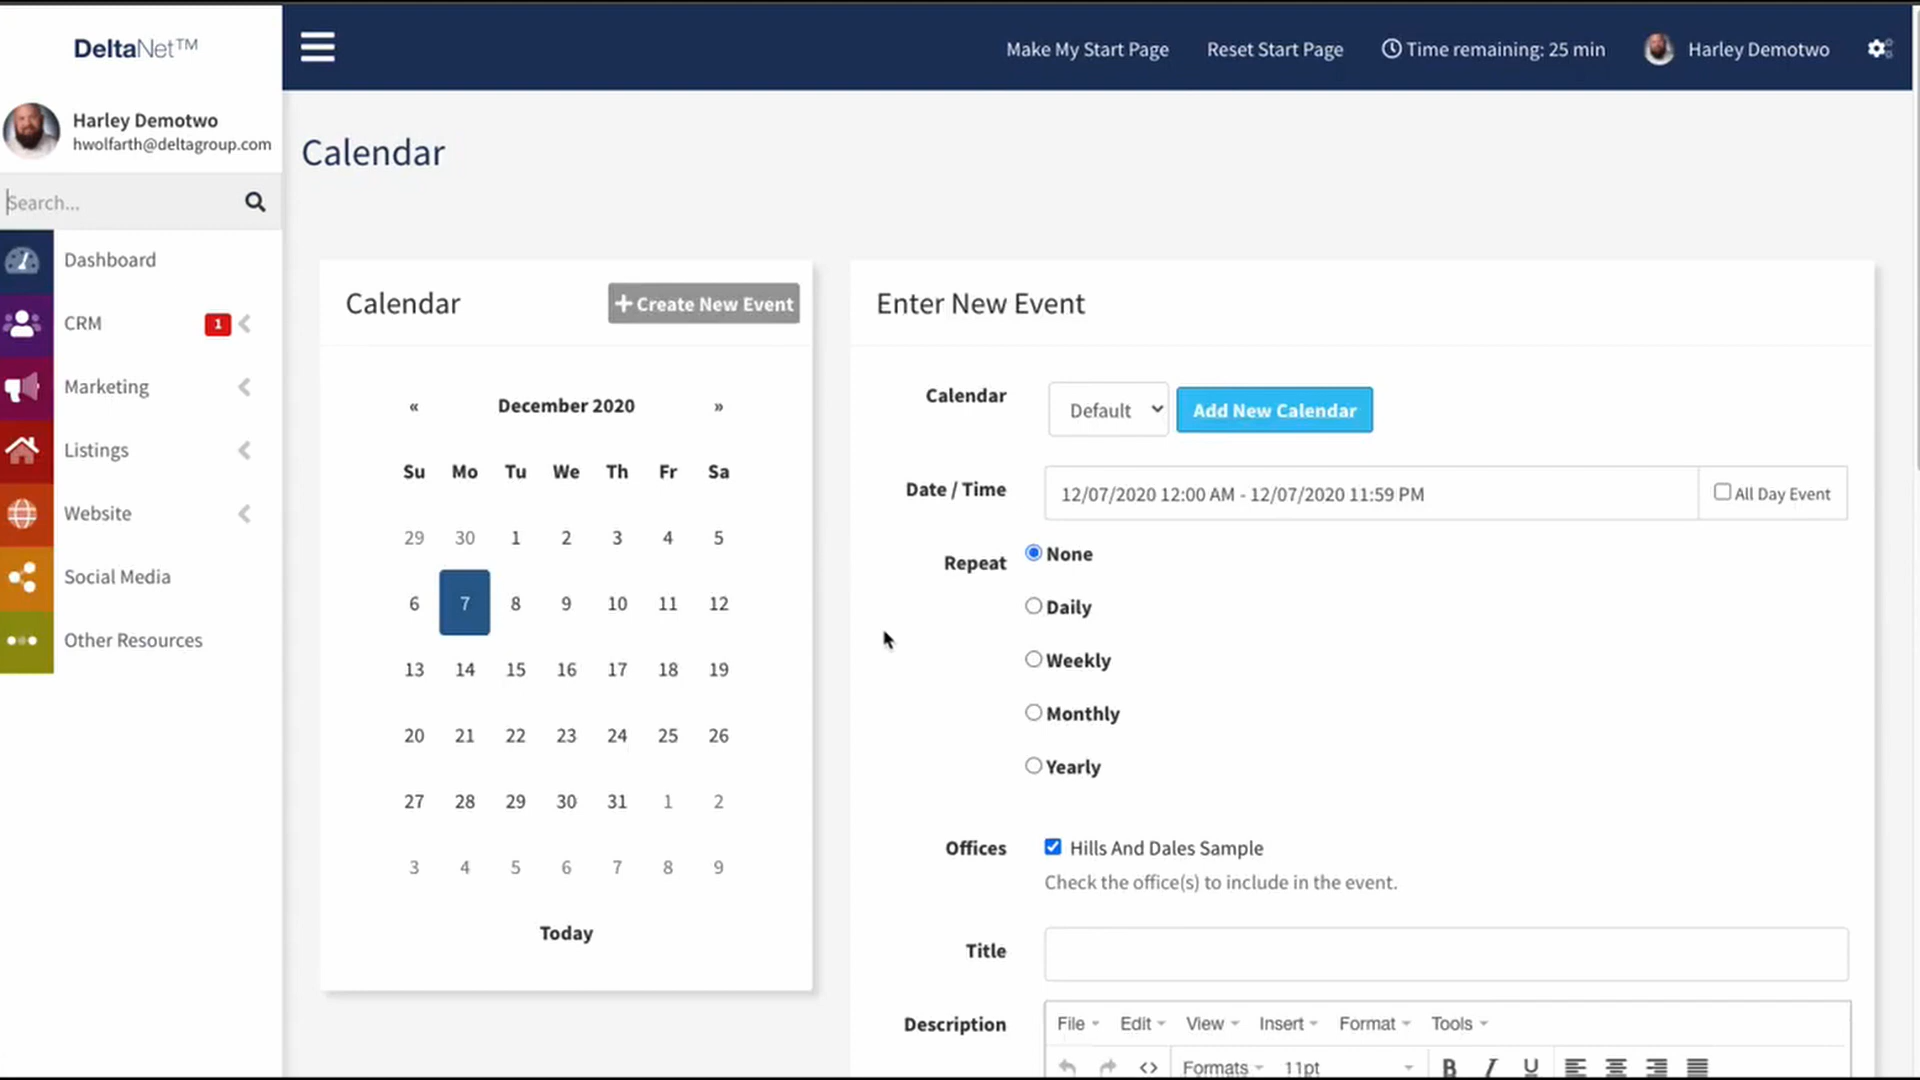 DeltaNet™
Make My Start Page
Reset Start Page
Time remaining: 25 min
Harley Demotwo
Harley Demotwo
hwolfarth@deltagroup.com
Search...
Dashboard
CRM 1
Marketing
Listings
Website
Social Media
Other Resources
Calendar
Calendar
+ Create New Event
« December 2020 »
Su Mo Tu We Th Fr Sa
29 30 1 2 3 4 5
6 7 8 9 10 11 12
13 14 15 16 17 18 19
20 21 22 23 24 25 26
27 28 29 30 31 1 2
3 4 5 6 7 8 9
Today
Enter New Event
Calendar Default Add New Calendar
Date / Time 12/07/2020 12:00 AM - 12/07/2020 11:59 PM All Day Event
Repeat None
Daily
Weekly
Monthly
Yearly
Offices Hills And Dales Sample
Check the office(s) to include in the event.
Title
Description File Edit View Insert Format Tools
<> Formats 11pt B I U